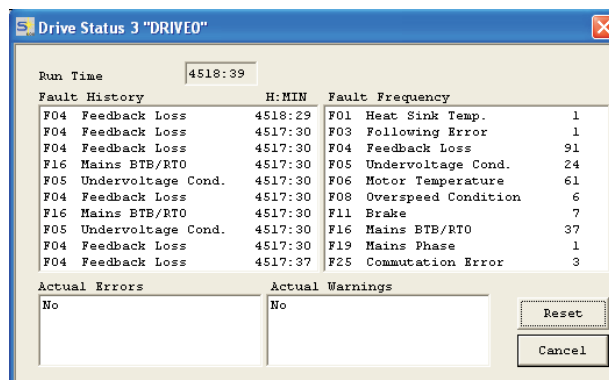 Drive Status 3 "DRIVE0"
Run Time 4518:39
Fault History H:MIN
F04 Feedback Loss 4518:29
F04 Feedback Loss 4517:30
F16 Mains BTB/RTO 4517:30
F05 Undervoltage Cond. 4517:30
F04 Feedback Loss 4517:30
F16 Mains BTB/RTO 4517:30
F05 Undervoltage Cond. 4517:30
F04 Feedback Loss 4517:30
F04 Feedback Loss 4517:37
Fault Frequency
F01 Heat Sink Temp. 1
F03 Following Error 1
F04 Feedback Loss 91
F05 Undervoltage Cond. 24
F06 Motor Temperature 61
F08 Overspeed Condition 6
F11 Brake 7
F16 Mains BTB/RTO 37
F19 Mains Phase 1
F25 Commutation Error 3
Actual Errors
No
Actual Warnings
No
Reset
Cancel